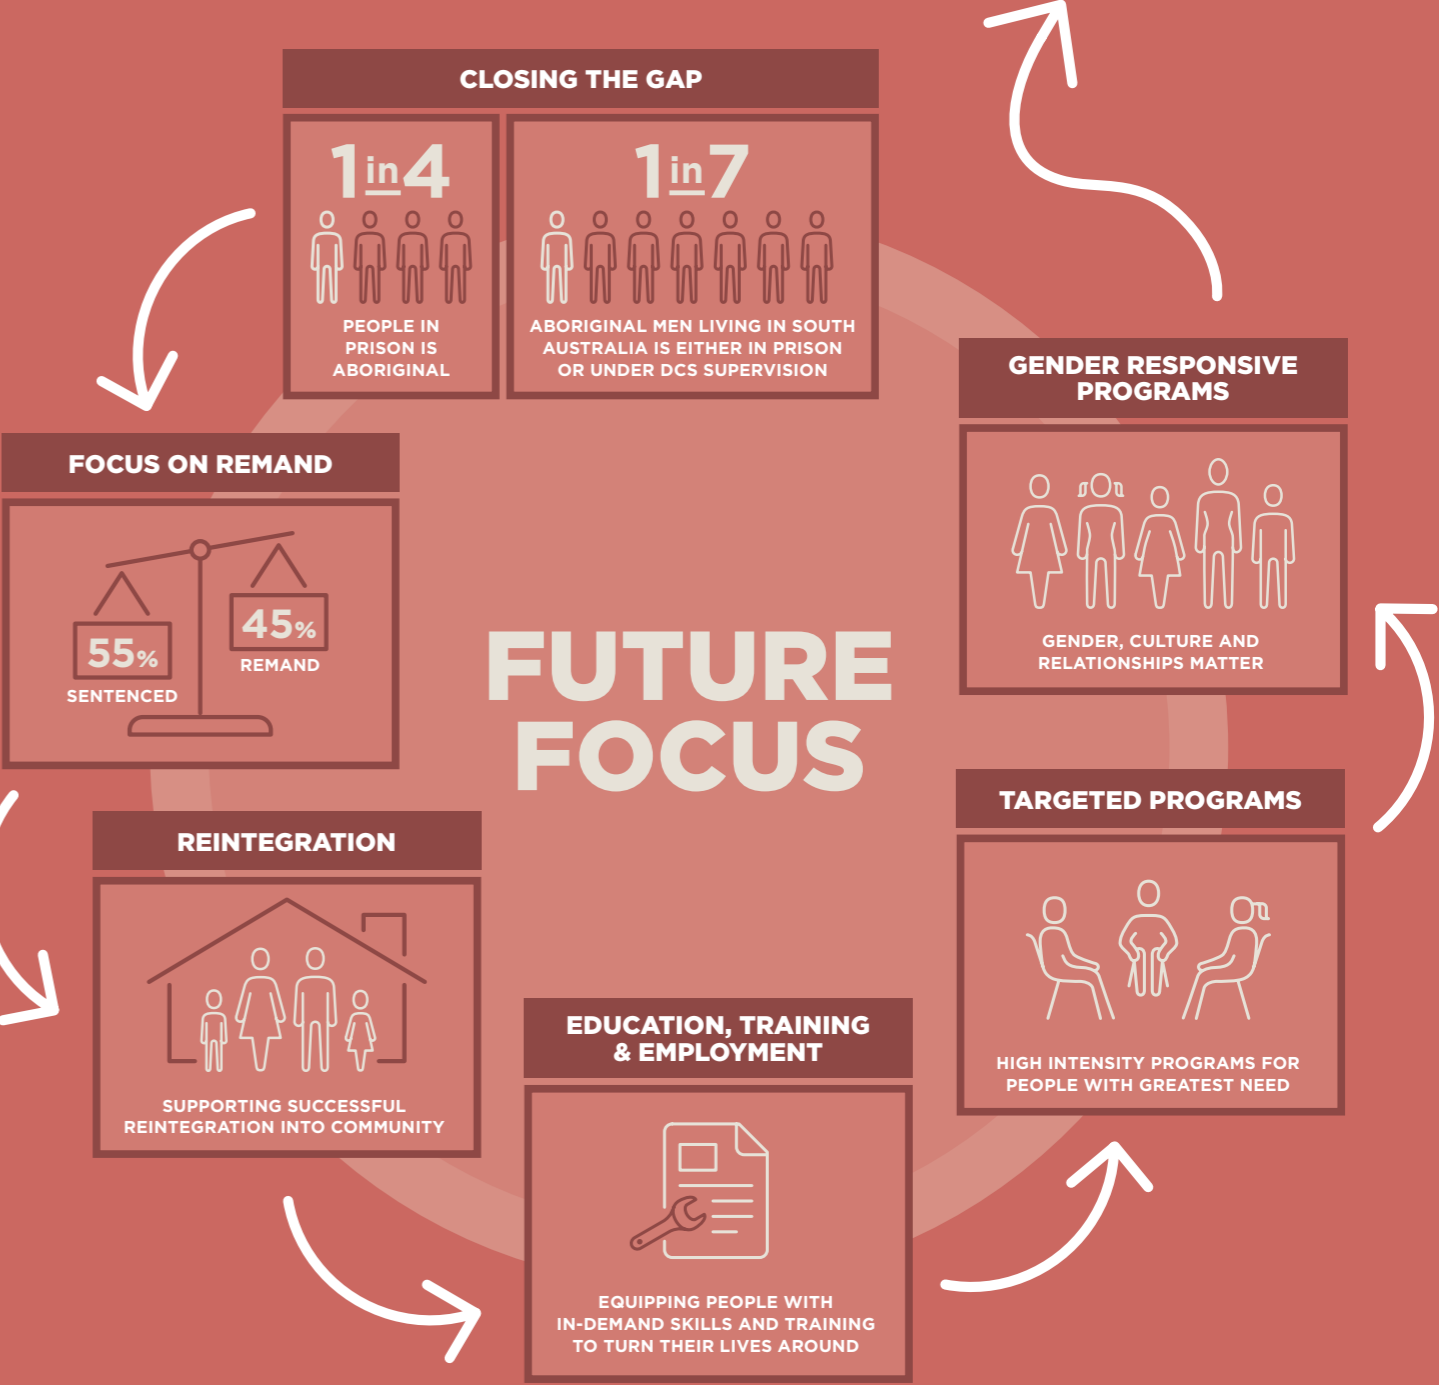 CLOSING THE GAP
1 in 4
PEOPLE IN
PRISON IS
ABORIGINAL
1 in 7
ABORIGINAL MEN LIVING IN SOUTH
AUSTRALIA IS EITHER IN PRISON
OR UNDER DCS SUPERVISION
FOCUS ON REMAND
55%
SENTENCED
45%
REMAND
REINTEGRATION
SUPPORTING SUCCESSFUL
REINTEGRATION INTO COMMUNITY
EDUCATION, TRAINING
& EMPLOYMENT
EQUIPPING PEOPLE WITH
IN-DEMAND SKILLS AND TRAINING
TO TURN THEIR LIVES AROUND
TARGETED PROGRAMS
HIGH INTENSITY PROGRAMS FOR
PEOPLE WITH GREATEST NEED
GENDER RESPONSIVE
PROGRAMS
GENDER, CULTURE AND
RELATIONSHIPS MATTER
FUTURE
FOCUS